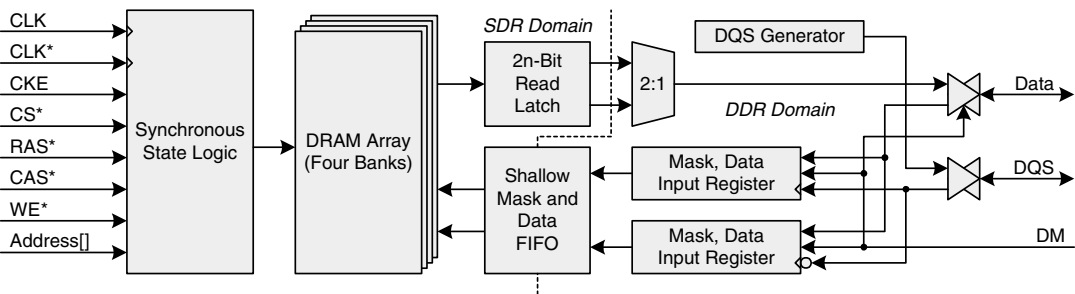 CLK
CLK*
CKE
CS*
RAS*
CAS*
WE*
Address[]
Synchronous
State Logic
DRAM Array
(Four Banks)
SDR Domain
2n-Bit
Read
Latch
2:1
DQS Generator
DDR Domain
Data
Shallow
Mask and
Data
FIFO
Mask, Data
Input Register
DQS
Mask, Data
Input Register
DM